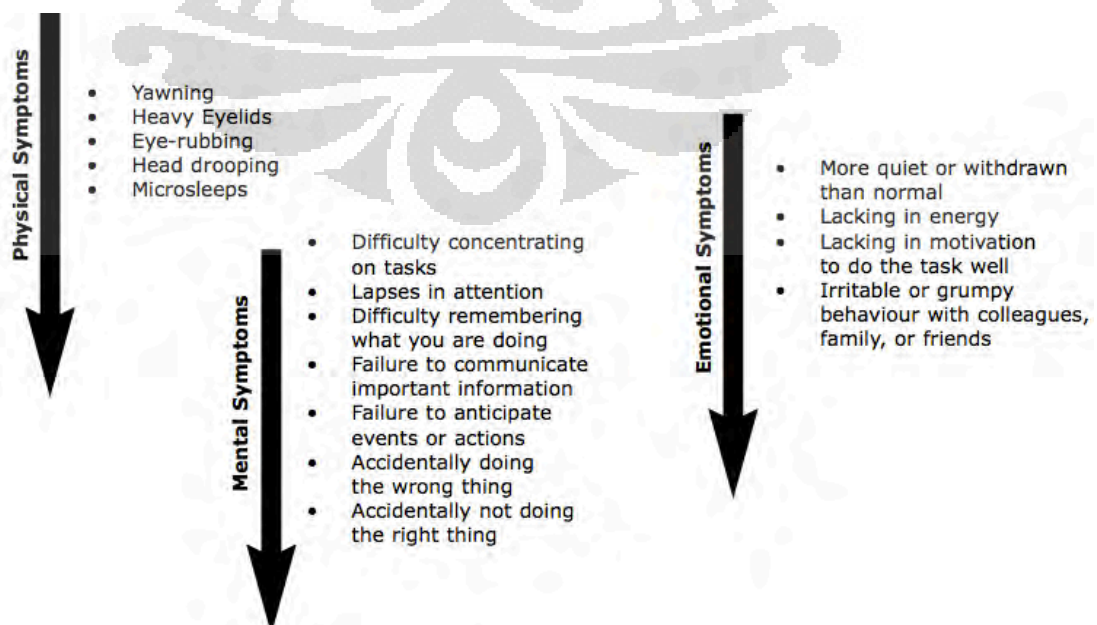 Physical Symptoms
• Yawning
• Heavy Eyelids
• Eye-rubbing
• Head drooping
• Microsleeps
Mental Symptoms
• Difficulty concentrating
on tasks
• Lapses in attention
• Difficulty remembering
what you are doing
• Failure to communicate
important information
• Failure to anticipate
events or actions
• Accidentally doing
the wrong thing
• Accidentally not doing
the right thing
Emotional Symptoms
• More quiet or withdrawn
than normal
• Lacking in energy
• Lacking in motivation
to do the task well
• Irritable or grumpy
behaviour with colleagues,
family, or friends